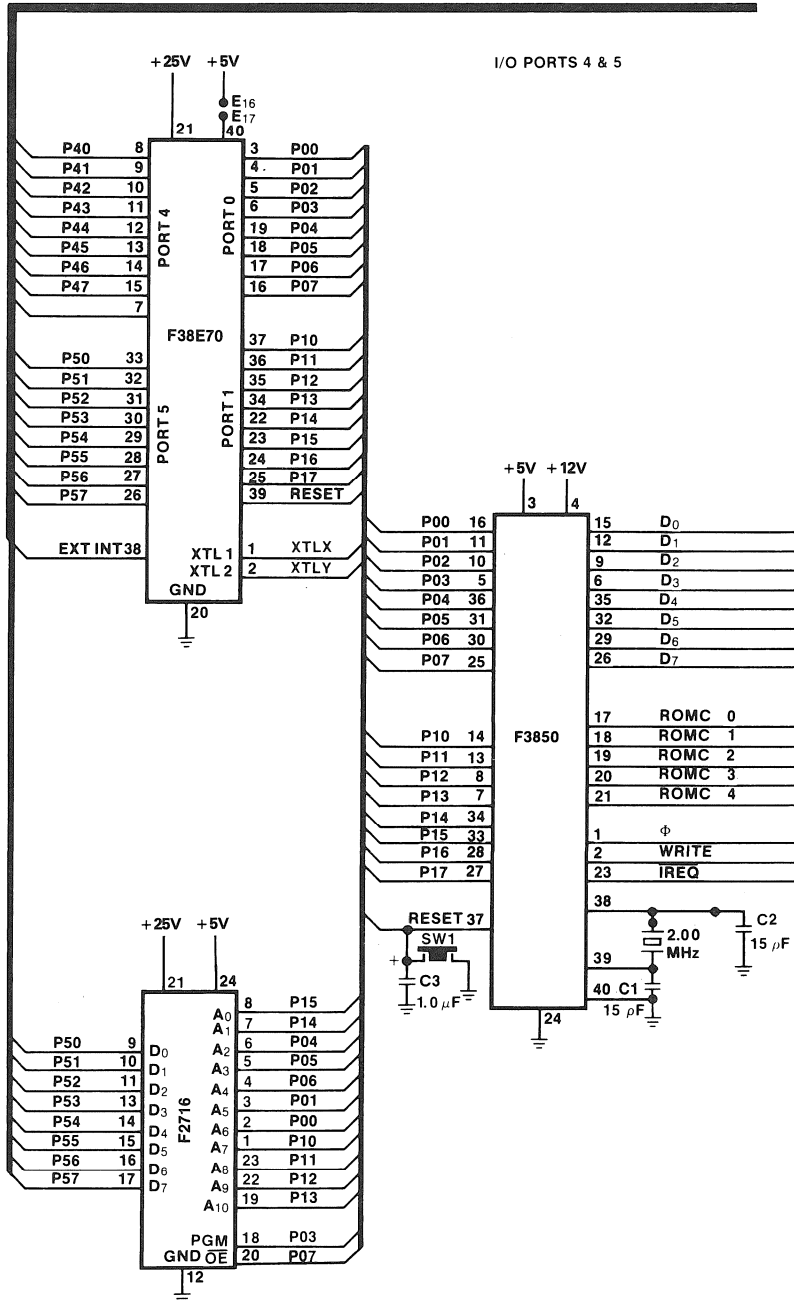 I/O PORTS 4 & 5
+25V +5V
E16
E17
21 40
P40 8 3 P00
P41 9 4 P01
P42 10 5 P02
P43 11 6 P03
P44 12 19 P04
P45 13 18 P05
P46 14 17 P06
P47 15 16 P07
7
PORT 4 PORT 0
F38E70
37 P10
P50 33 36 P11
P51 32 35 P12
P52 31 34 P13
P53 30 22 P14
P54 29 23 P15
P55 28 24 P16
P56 27 25 P17
P57 26 39 RESET
PORT 5 PORT 1
EXT INT 38 XTL 1 1 XTLX
XTL 2 2 XTLY
GND
20
+5V +12V
3 4
P00 16 15 D0
P01 11 12 D1
P02 10 9 D2
P03 5 6 D3
P04 36 35 D4
P05 31 32 D5
P06 30 29 D6
P07 25 26 D7
17 ROMC 0
P10 14 F3850 18 ROMC 1
P11 13 19 ROMC 2
P12 8 20 ROMC 3
P13 7 21 ROMC 4
P14 34
P15 33 1 Φ
P16 28 2 WRITE
P17 27 23 IREQ
38
RESET 37
SW1
+
C3
1.0 μF
2.00
MHz
C2
15 ρF
39
40 C1
15 ρF
24
+25V +5V
21 24
A0 8 P15
A1 7 P14
P50 9 D0 A2 6 P04
P51 10 D1 A3 5 P05
P52 11 D2 A4 4 P06
P53 13 D3 A5 3 P01
P54 14 D4 A6 2 P00
P55 15 D5 A7 1 P10
P56 16 D6 A8 23 P11
P57 17 D7 A9 22 P12
A10 19 P13
F2716
PGM 18 P03
GND OE 20 P07
12